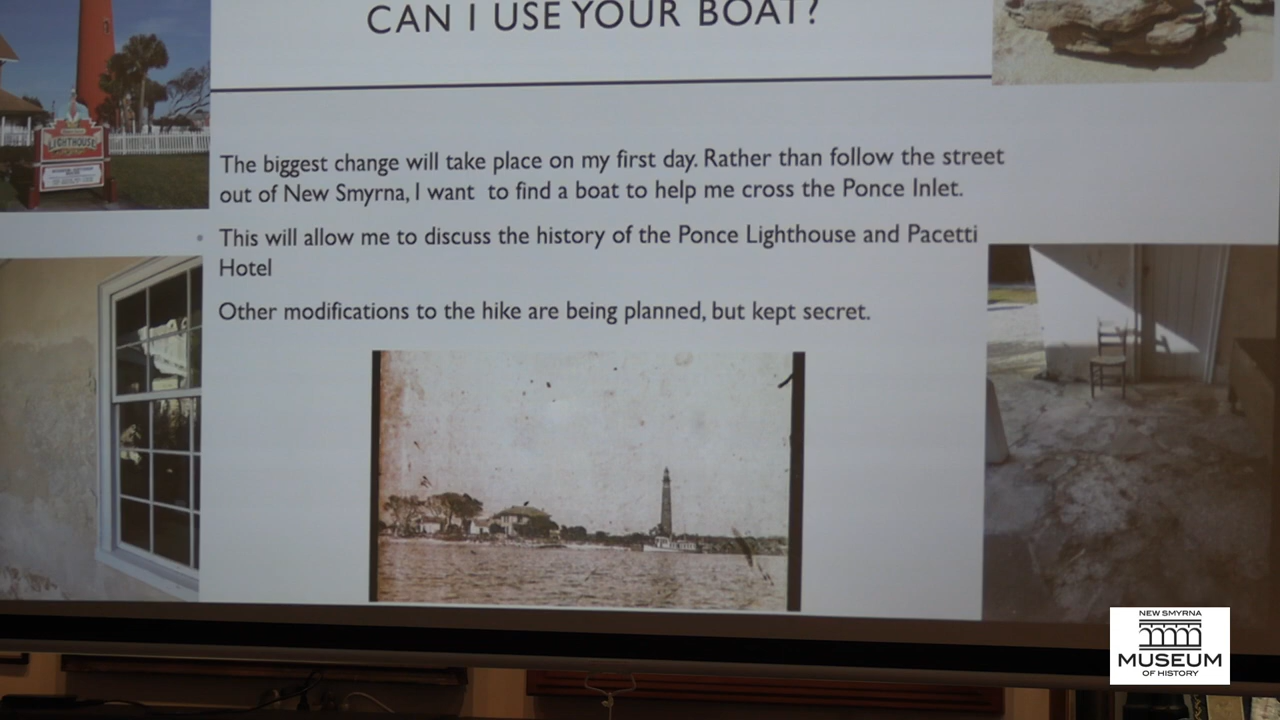 CAN I USE YOUR BOAT?
LIGHTHOUSE
The biggest change will take place on my first day. Rather than follow the street
out of New Smyrna, I want to find a boat to help me cross the Ponce Inlet.
• This will allow me to discuss the history of the Ponce Lighthouse and Pacetti
Hotel
Other modifications to the hike are being planned, but kept secret.
NEW SMYRNA
MUSEUM
OF HISTORY